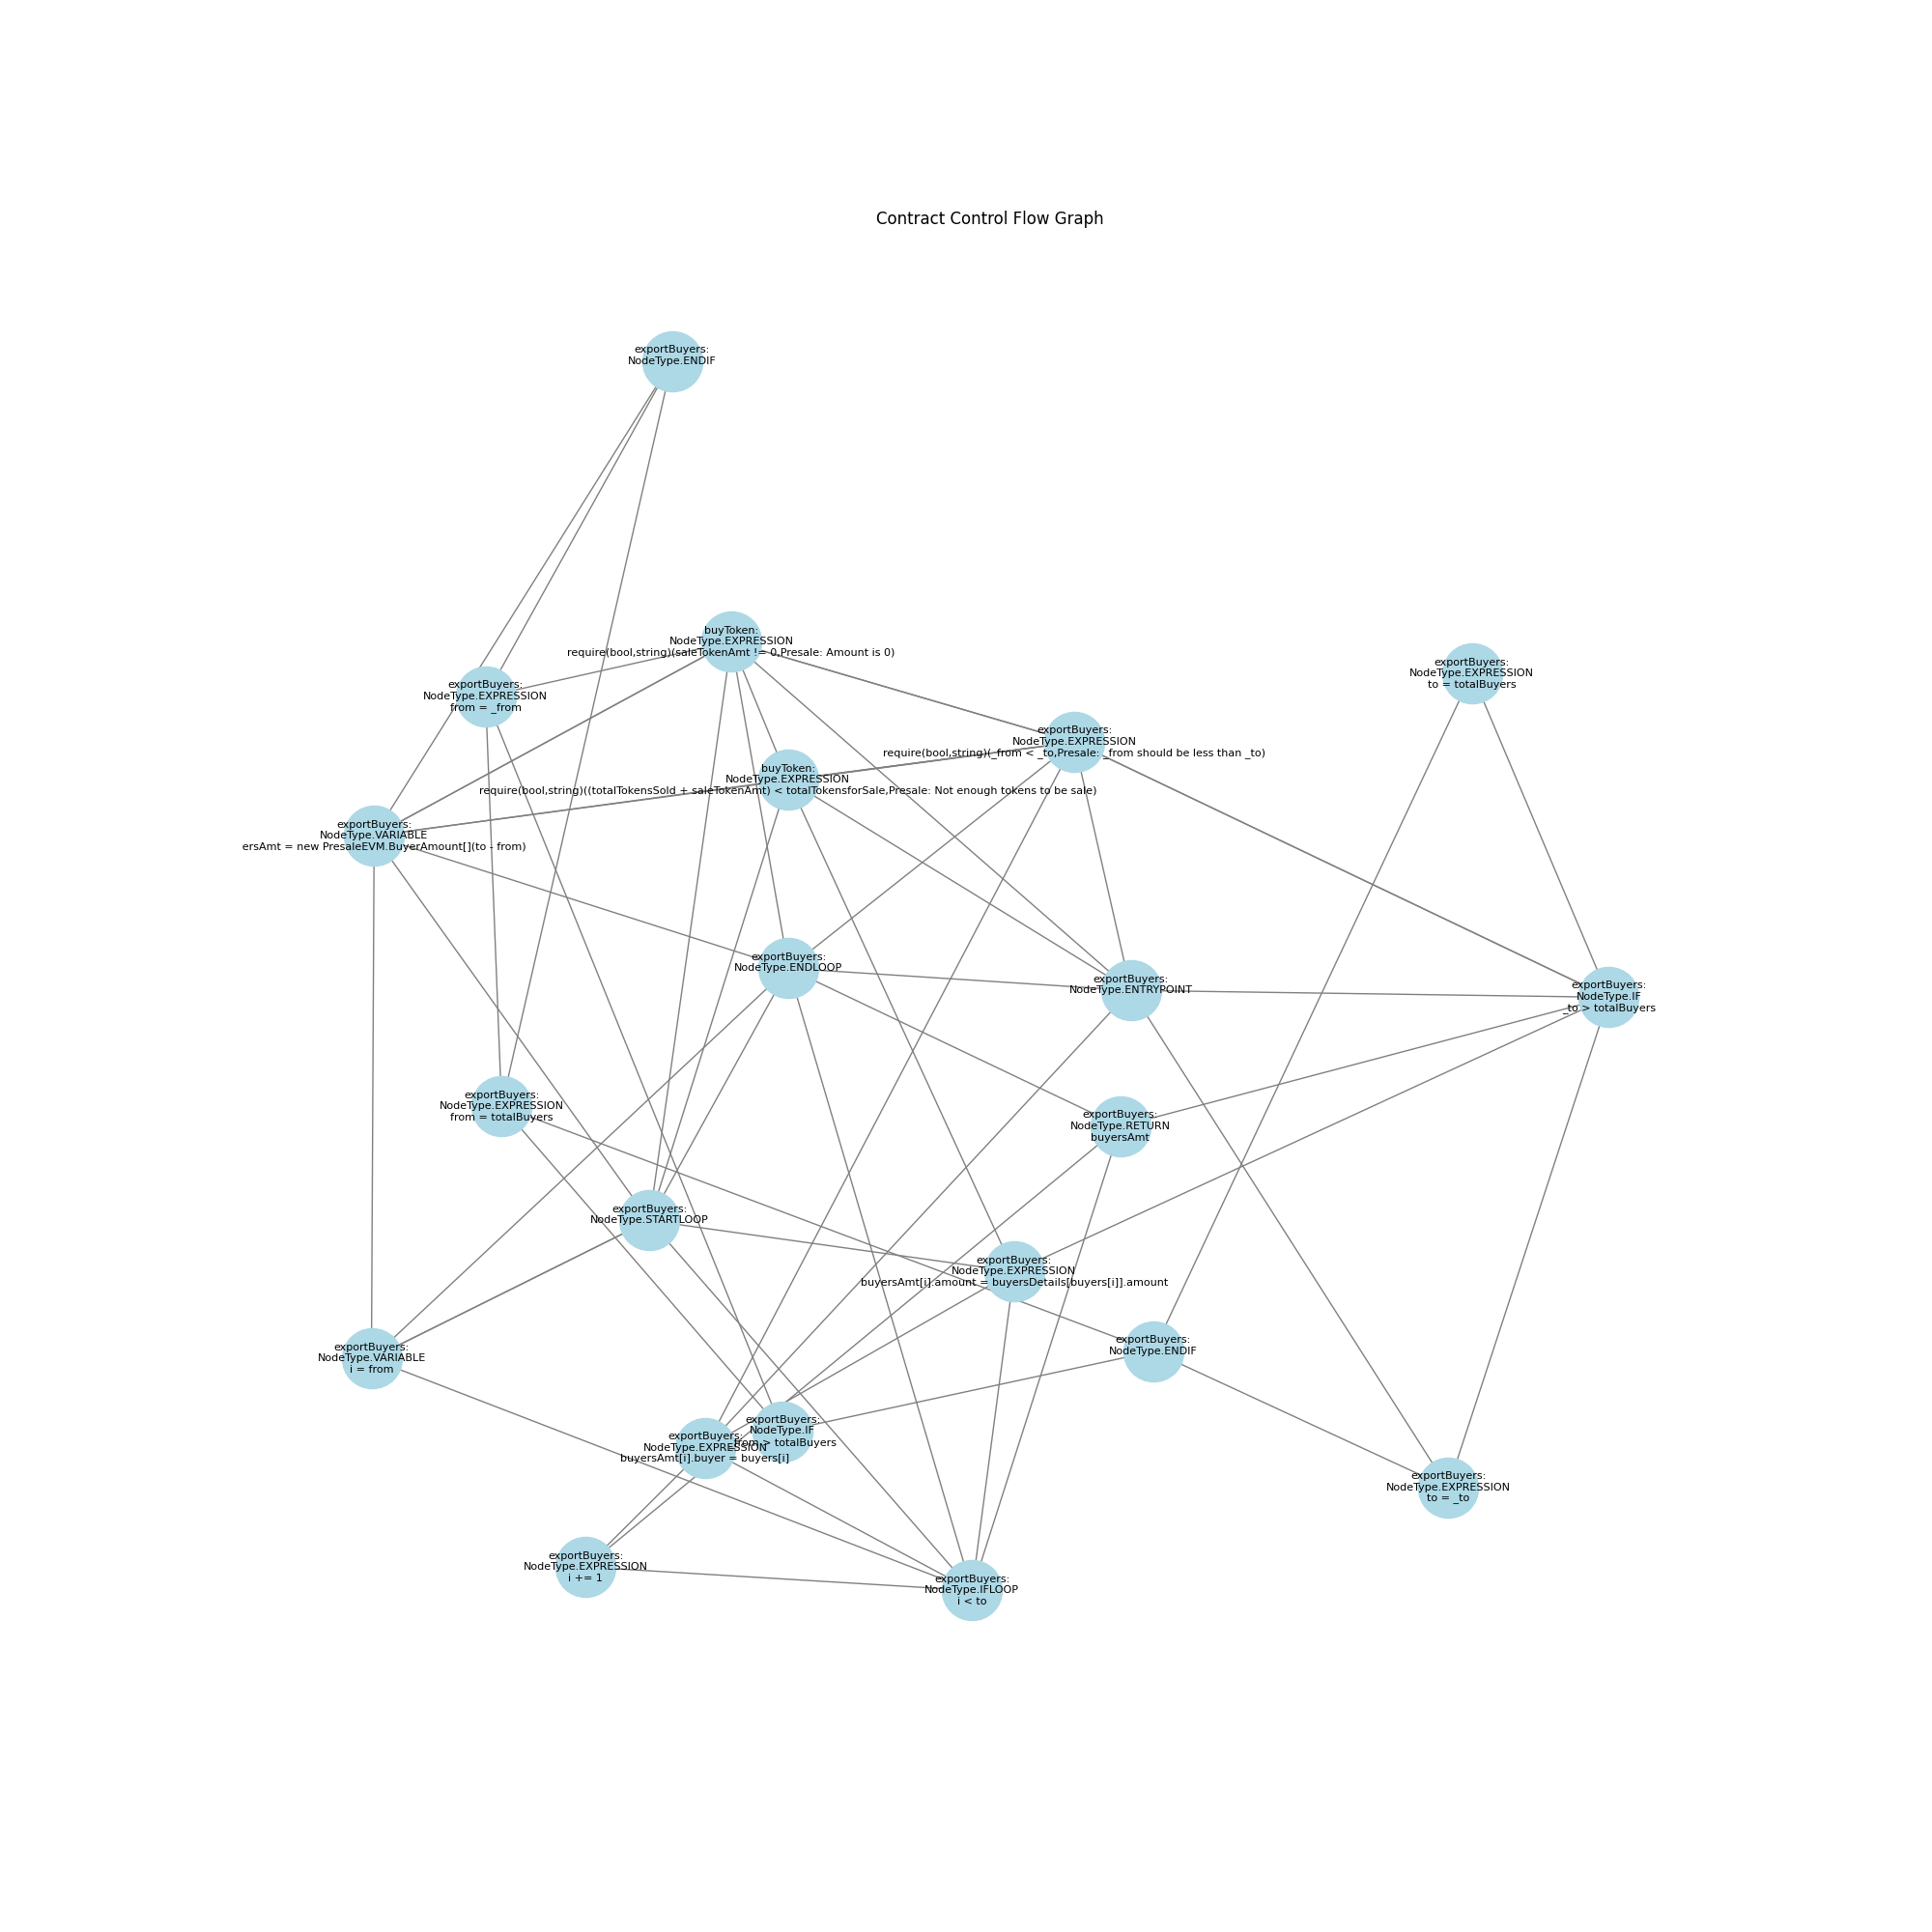 Contract Control Flow Graph
exportBuyers:
NodeType.ENDIF
buyToken:
NodeType.EXPRESSION
require(bool,string)(saleTokenAmt != 0,Presale: Amount is 0)
exportBuyers:
NodeType.EXPRESSION
to = totalBuyers
exportBuyers:
NodeType.EXPRESSION
from = _from
exportBuyers:
NodeType.EXPRESSION
require(bool,string)(_from < _to,Presale: _from should be less than _to)
buyToken:
NodeType.EXPRESSION
require(bool,string)((totalTokensSold + saleTokenAmt) < totalTokensforSale,Presale: Not enough tokens to be sale)
exportBuyers:
NodeType.VARIABLE
ersAmt = new PresaleEVM.BuyerAmount[](to - from)
exportBuyers:
NodeType.ENDLOOP
exportBuyers:
NodeType.ENTRYPOINT
exportBuyers:
NodeType.IF
_to > totalBuyers
exportBuyers:
NodeType.EXPRESSION
from = totalBuyers
exportBuyers:
NodeType.RETURN
buyersAmt
exportBuyers:
NodeType.STARTLOOP
exportBuyers:
NodeType.EXPRESSION
buyersAmt[i].amount = buyersDetails[buyers[i]].amount
exportBuyers:
NodeType.ENDIF
exportBuyers:
NodeType.VARIABLE
i = from
exportBuyers:
NodeType.IF
_from > totalBuyers
exportBuyers:
NodeType.EXPRESSION
buyersAmt[i].buyer = buyers[i]
exportBuyers:
NodeType.EXPRESSION
to = _to
exportBuyers:
NodeType.EXPRESSION
i += 1
exportBuyers:
NodeType.IFLOOP
i < to